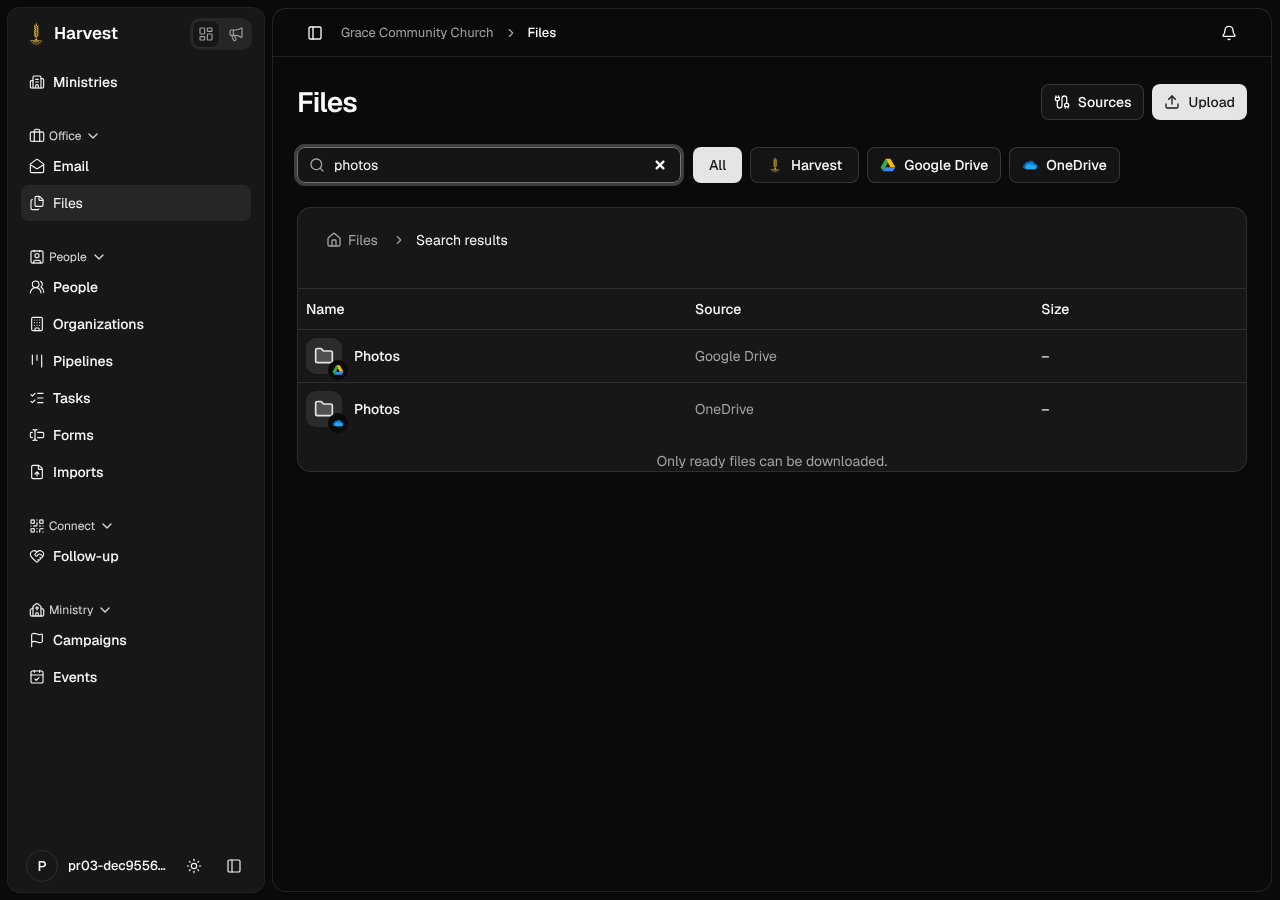 Harvest
Grace Community Church
Files
Ministries
Office
Email
Files
People
People
Organizations
Pipelines
Tasks
Forms
Imports
Connect
Follow-up
Ministry
Campaigns
Events
P
pr03-dec9556...
Files
Sources
Upload
photos
All
Harvest
Google Drive
OneDrive
Files
Search results
Name Source Size
Photos Google Drive –
Photos OneDrive –
Only ready files can be downloaded.